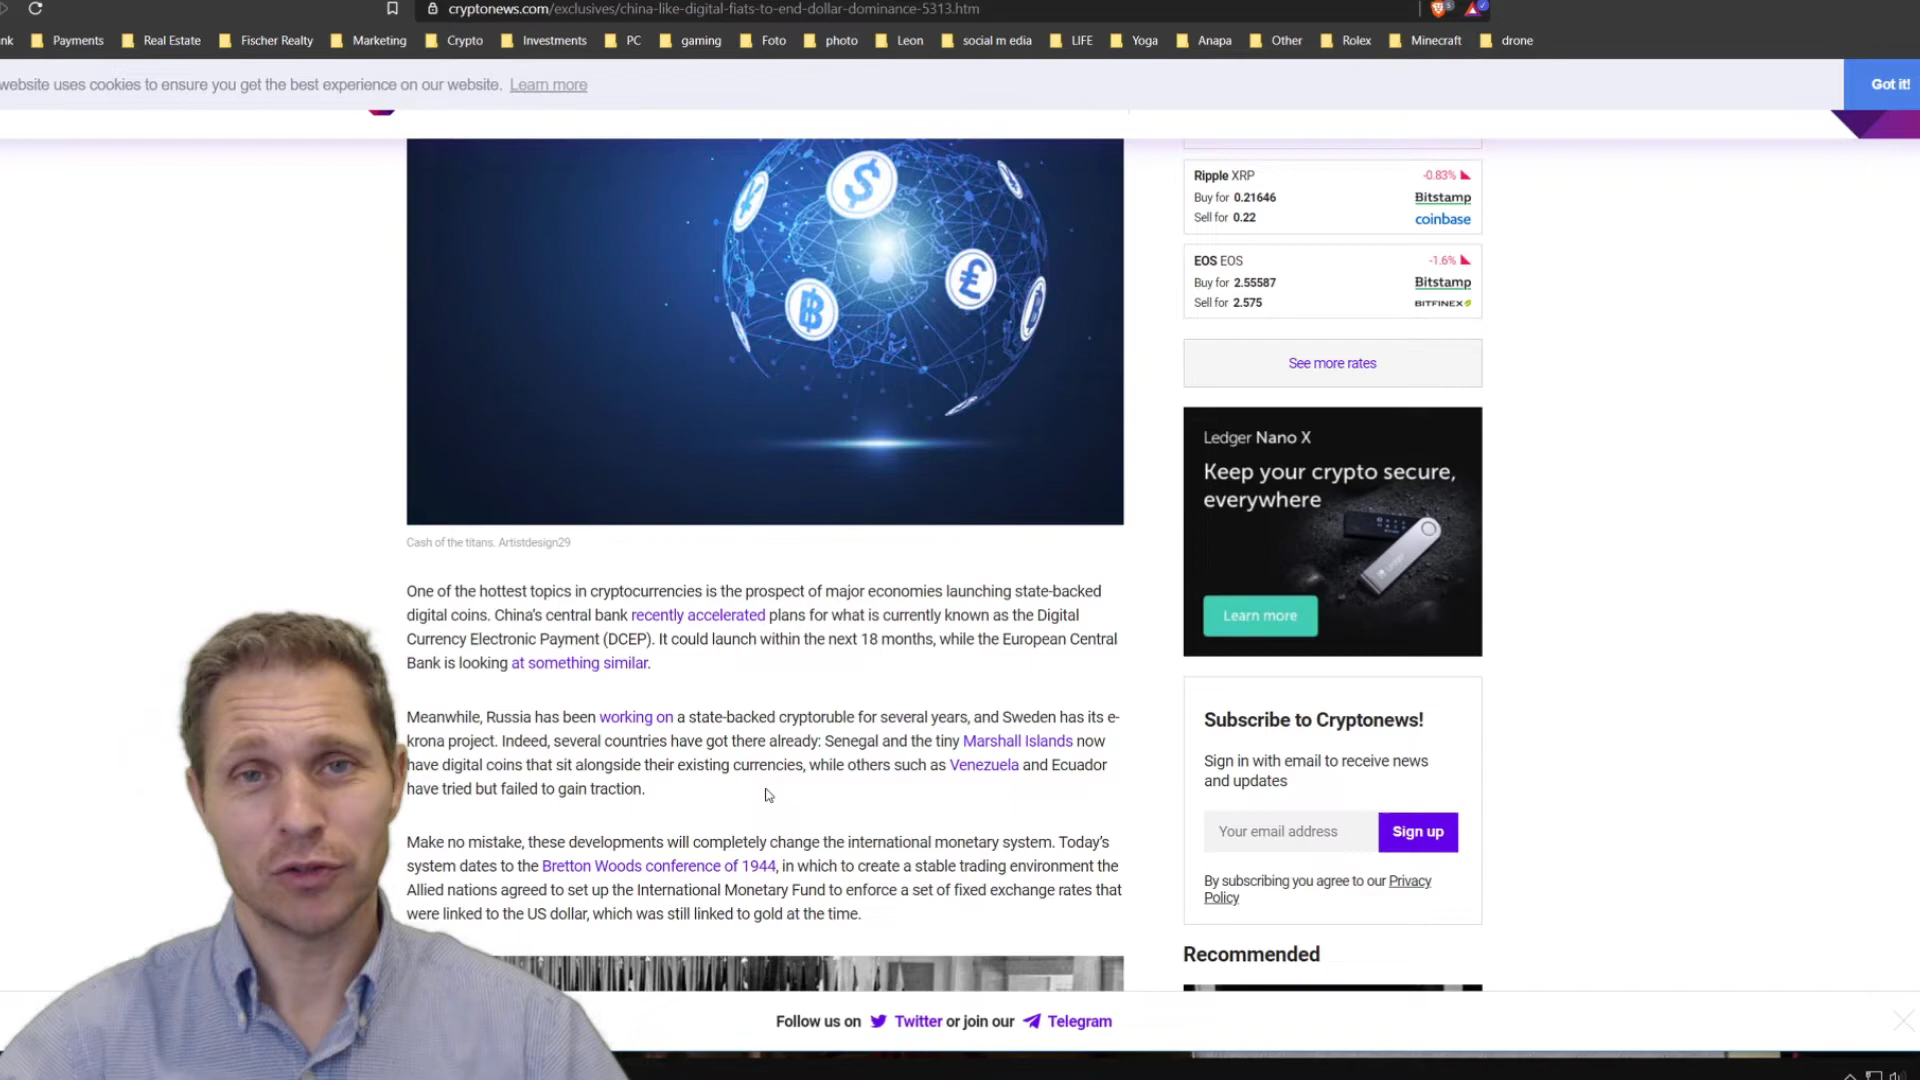 cryptonews.com/exclusives/china-like-digital-fiats-to-end-dollar-dominance-5313.htm
Payments Real Estate Fischer Realty Marketing Crypto Investments PC gaming Foto photo Leon social m edia LIFE Yoga Anapa Other Rolex Minecraft drone
website uses cookies to ensure you get the best experience on our website. Learn more
Got it!
Cash of the titans. Artistdesign29
One of the hottest topics in cryptocurrencies is the prospect of major economies launching state-backed
digital coins. China's central bank recently accelerated plans for what is currently known as the Digital
Currency Electronic Payment (DCEP). It could launch within the next 18 months, while the European Central
Bank is looking at something similar.
Meanwhile, Russia has been working on a state-backed cryptoruble for several years, and Sweden has its e-
krona project. Indeed, several countries have got there already: Senegal and the tiny Marshall Islands now
have digital coins that sit alongside their existing currencies, while others such as Venezuela and Ecuador
have tried but failed to gain traction.
Make no mistake, these developments will completely change the international monetary system. Today's
system dates to the Bretton Woods conference of 1944, in which to create a stable trading environment the
Allied nations agreed to set up the International Monetary Fund to enforce a set of fixed exchange rates that
were linked to the US dollar, which was still linked to gold at the time.
Ripple XRP -0.83%
Buy for 0.21646 Bitstamp
Sell for 0.22 coinbase
EOS EOS -1.6%
Buy for 2.55587 Bitstamp
Sell for 2.575 BITFINEX
See more rates
Ledger Nano X
Keep your crypto secure,
everywhere
Learn more
Subscribe to Cryptonews!
Sign in with email to receive news
and updates
Your email address Sign up
By subscribing you agree to our Privacy
Policy
Recommended
Follow us on Twitter or join our Telegram